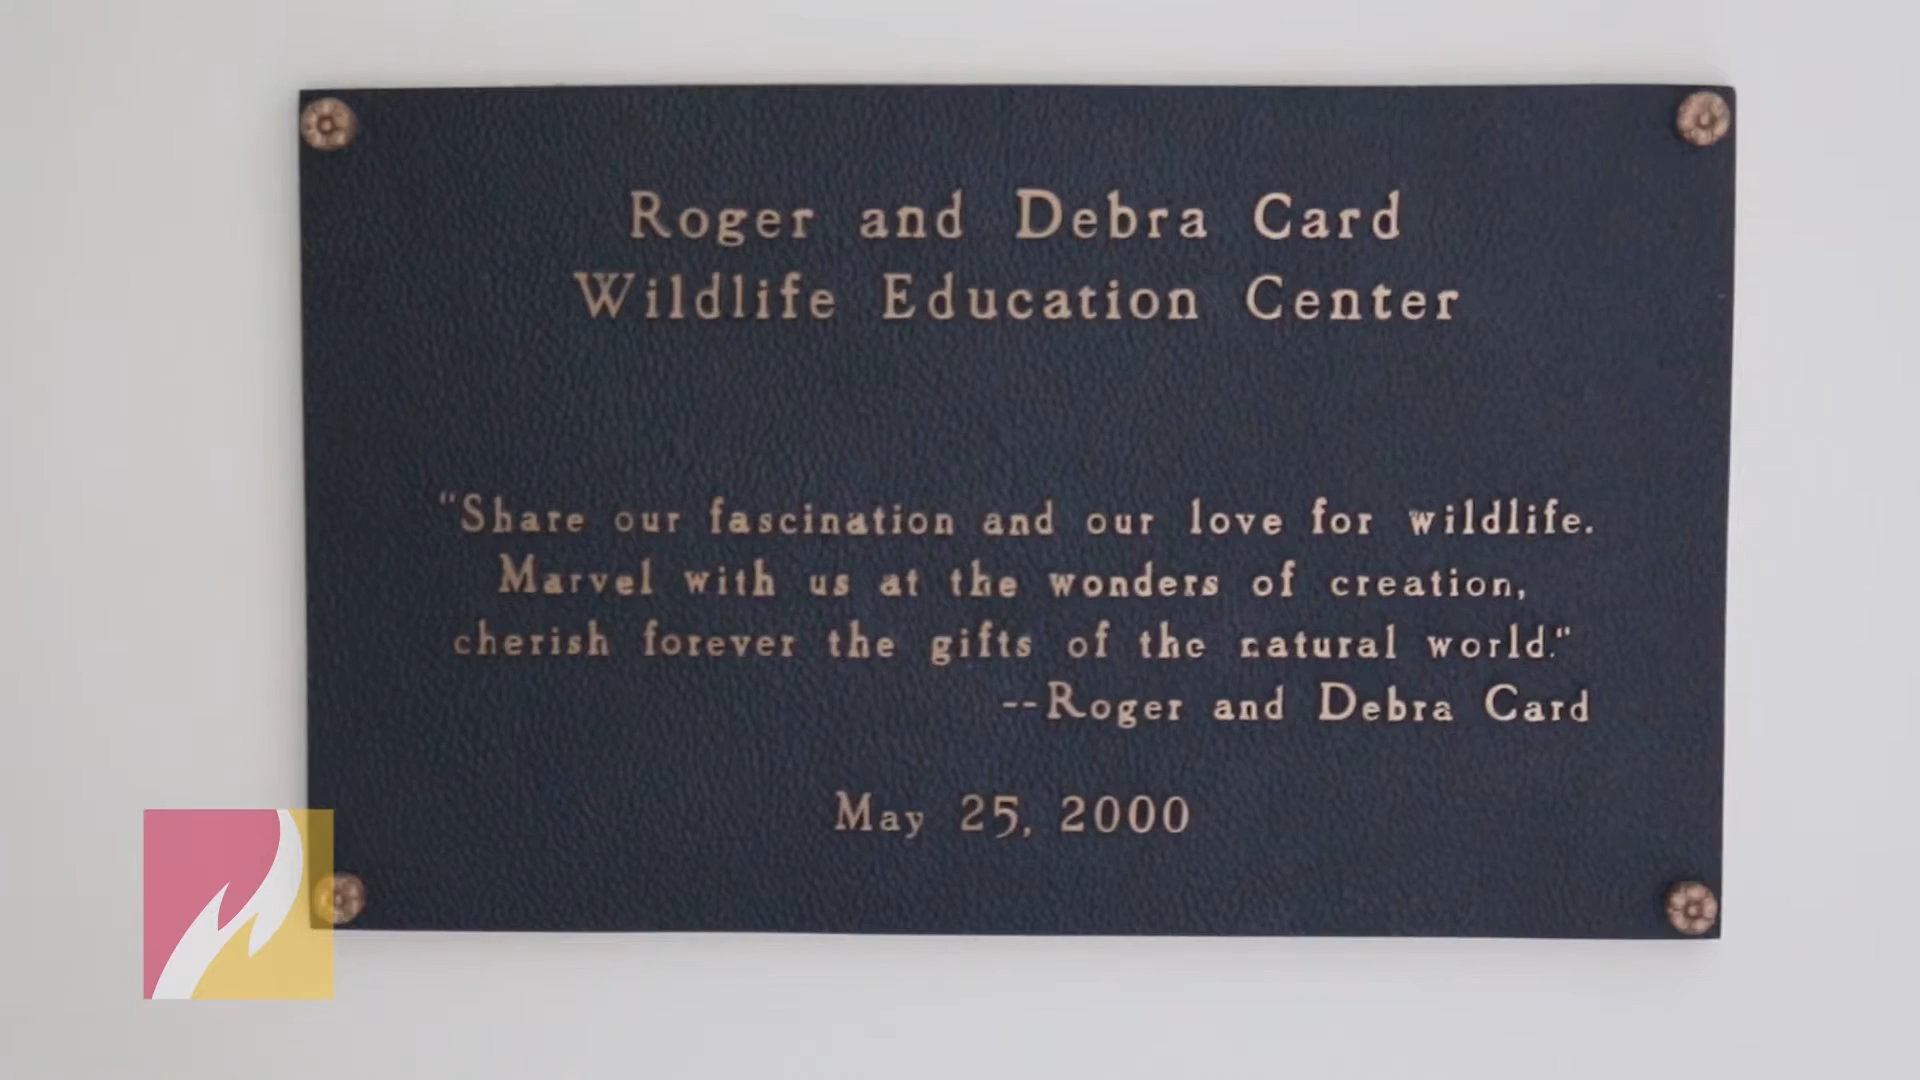 Roger and Debra Card
Wildlife Education Center
"Share our fascination and our love for wildlife.
Marvel with us at the wonders of creation,
cherish forever the gifts of the natural world."
--Roger and Debra Card
May 25, 2000